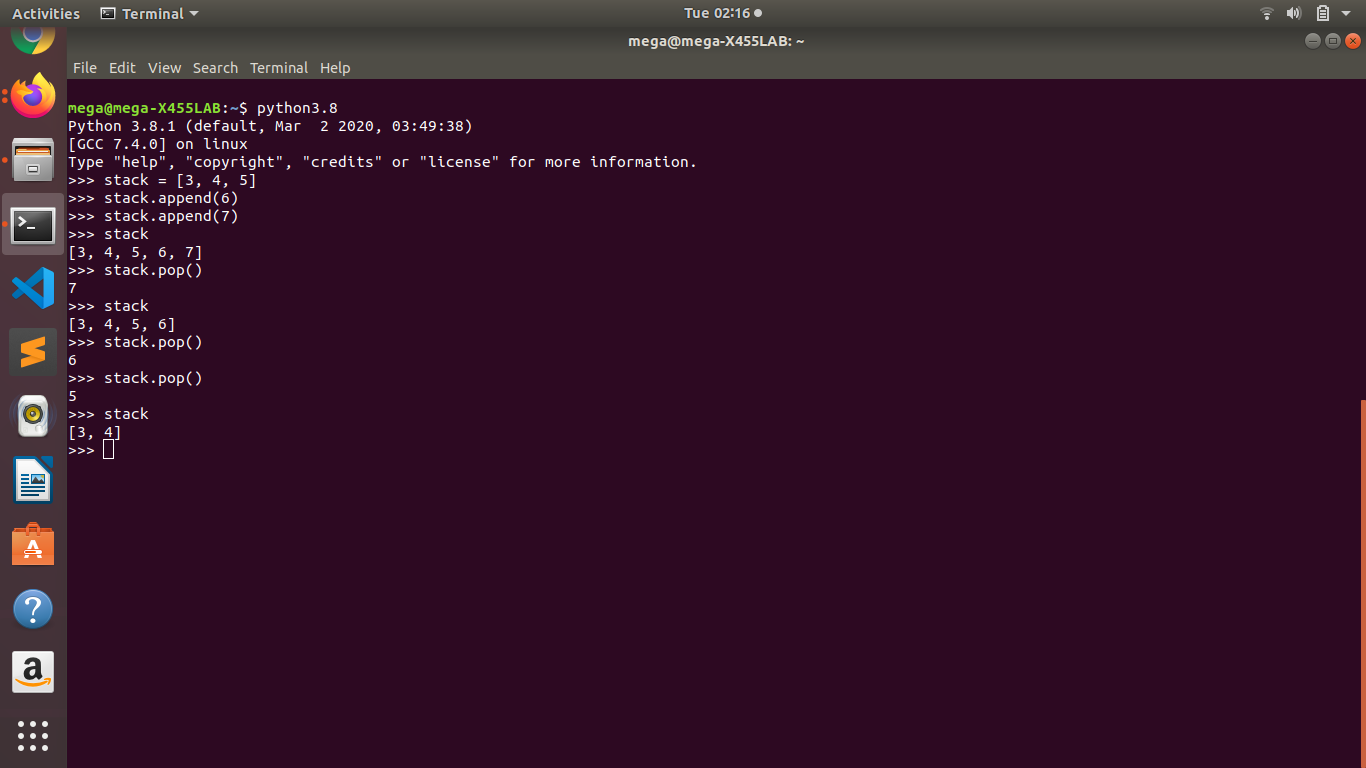 Activities Terminal Tue 02:16
mega@mega-X455LAB: ~
File Edit View Search Terminal Help
mega@mega-X455LAB:~$ python3.8
Python 3.8.1 (default, Mar  2 2020, 03:49:38)
[GCC 7.4.0] on linux
Type "help", "copyright", "credits" or "license" for more information.
>>> stack = [3, 4, 5]
>>> stack.append(6)
>>> stack.append(7)
>>> stack
[3, 4, 5, 6, 7]
>>> stack.pop()
7
>>> stack
[3, 4, 5, 6]
>>> stack.pop()
6
>>> stack.pop()
5
>>> stack
[3, 4]
>>>